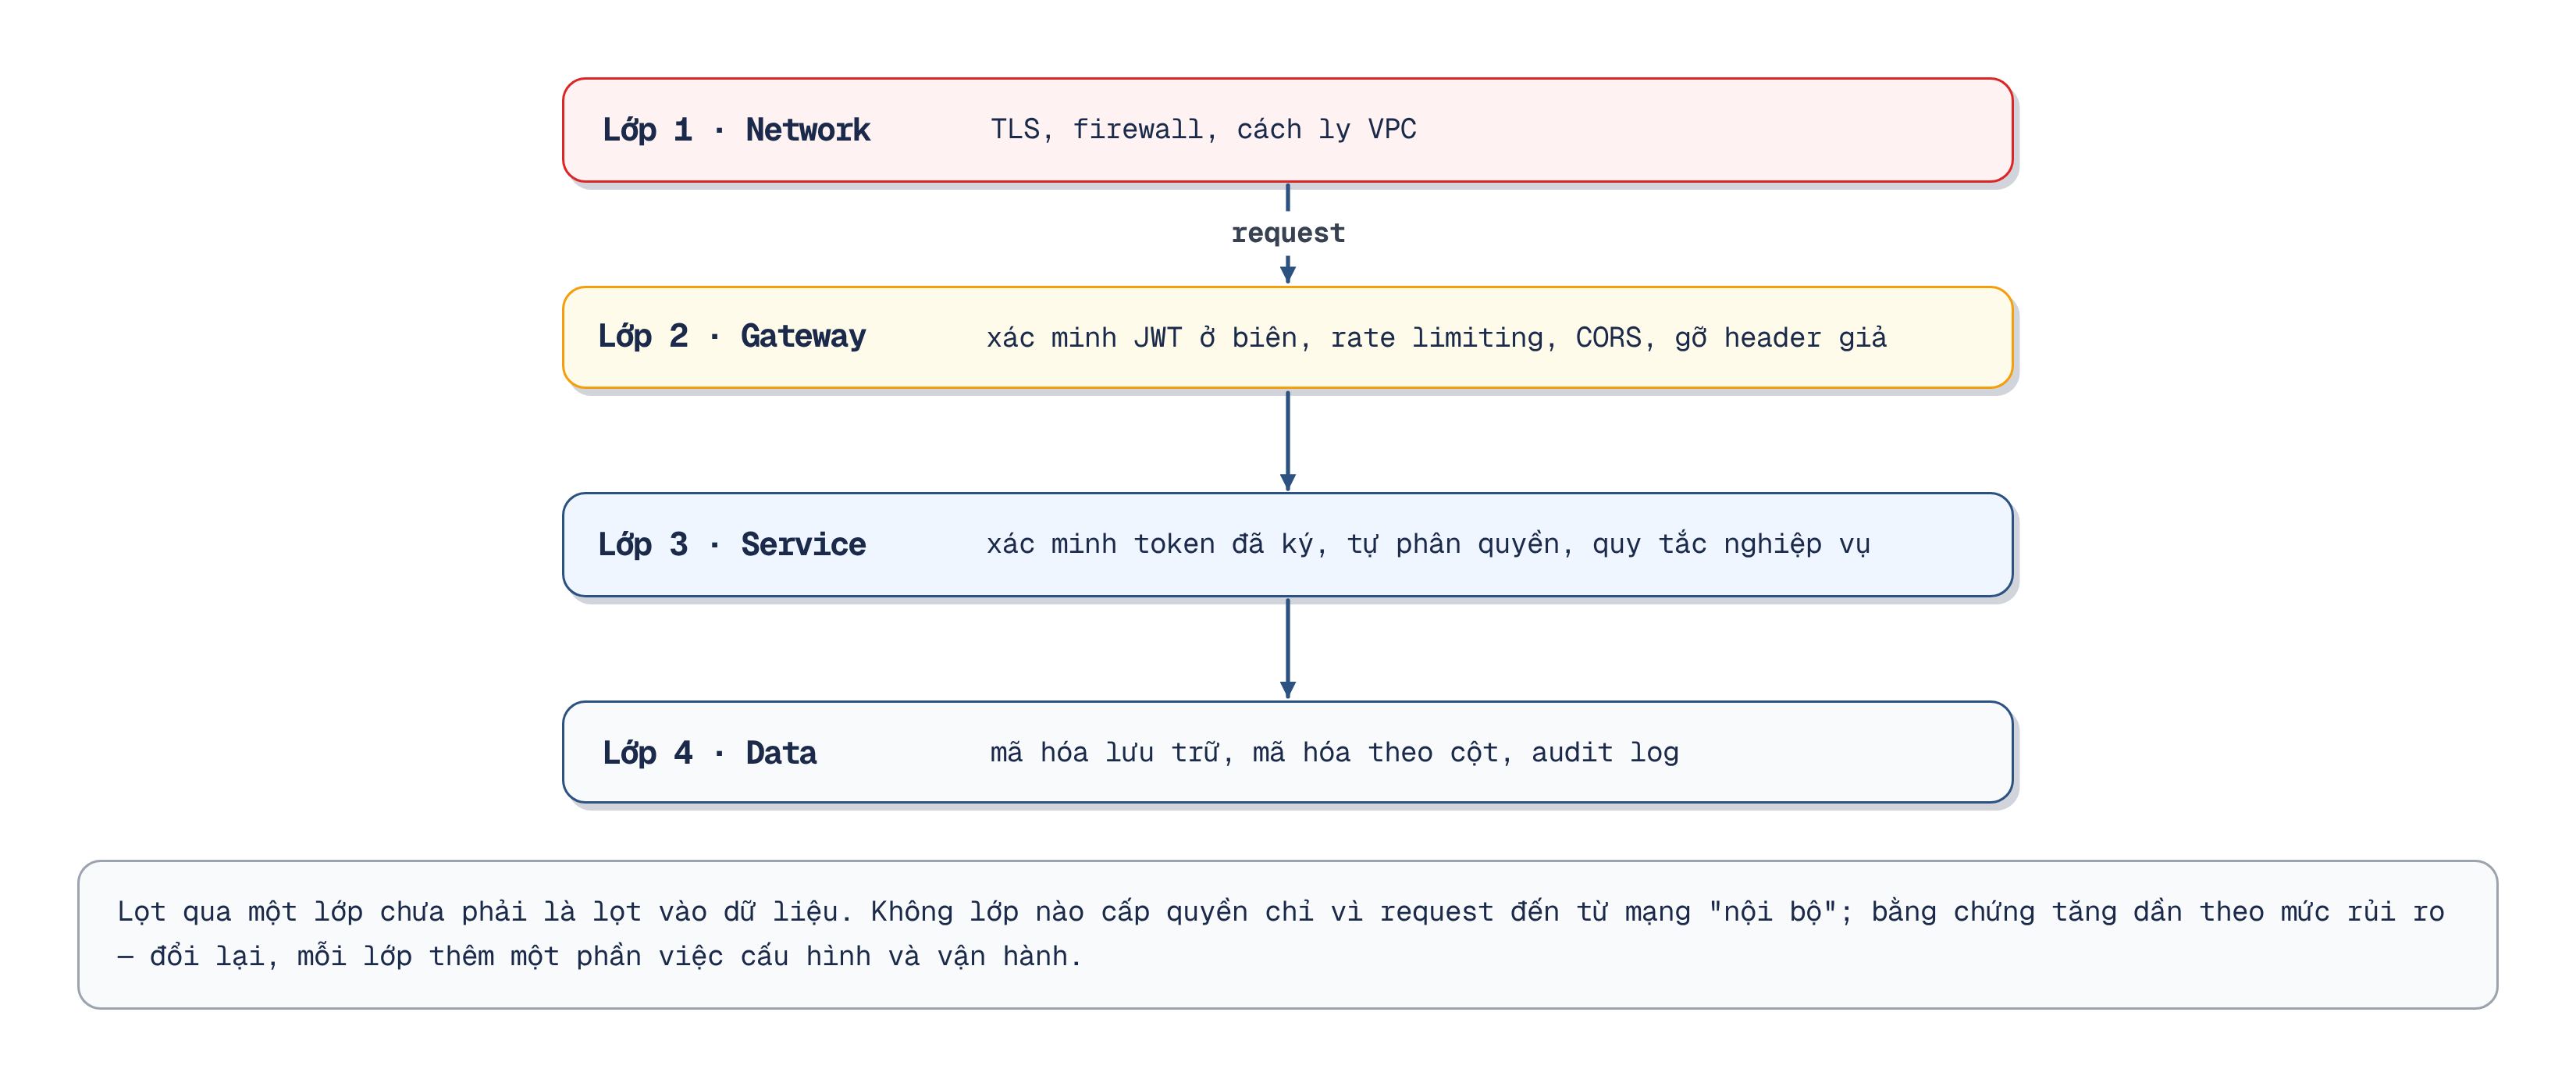 Lớp 1 · Network TLS, firewall, cách ly VPC
request
Lớp 2 · Gateway xác minh JWT ở biên, rate limiting, CORS, gỡ header giả
Lớp 3 · Service xác minh token đã ký, tự phân quyền, quy tắc nghiệp vụ
Lớp 4 · Data mã hóa lưu trữ, mã hóa theo cột, audit log
Lọt qua một lớp chưa phải là lọt vào dữ liệu. Không lớp nào cấp quyền chỉ vì request đến từ mạng "nội bộ"; bằng chứng tăng dần theo mức rủi ro
— đổi lại, mỗi lớp thêm một phần việc cấu hình và vận hành.